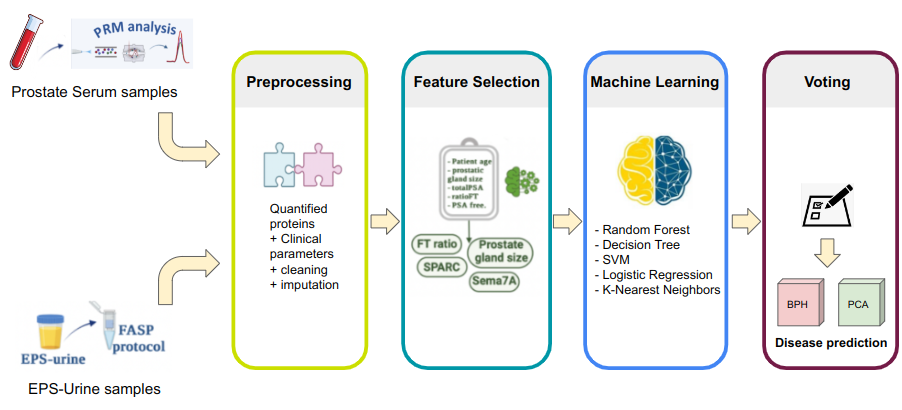 PRM analysis
Prostate Serum samples
EPS-urine
FASP
protocol
EPS-Urine samples
Preprocessing
Quantified
proteins
+ Clinical
parameters
+ cleaning
+ imputation
Feature Selection
- Patient age
- prostatic
gland size
- totalPSA
- ratioFT
- PSA free.
FT ratio
Prostate
gland size
SPARC
Sema7A
Machine Learning
- Random Forest
- Decision Tree
- SVM
- Logistic Regression
- K-Nearest Neighbors
Voting
BPH
PCA
Disease prediction